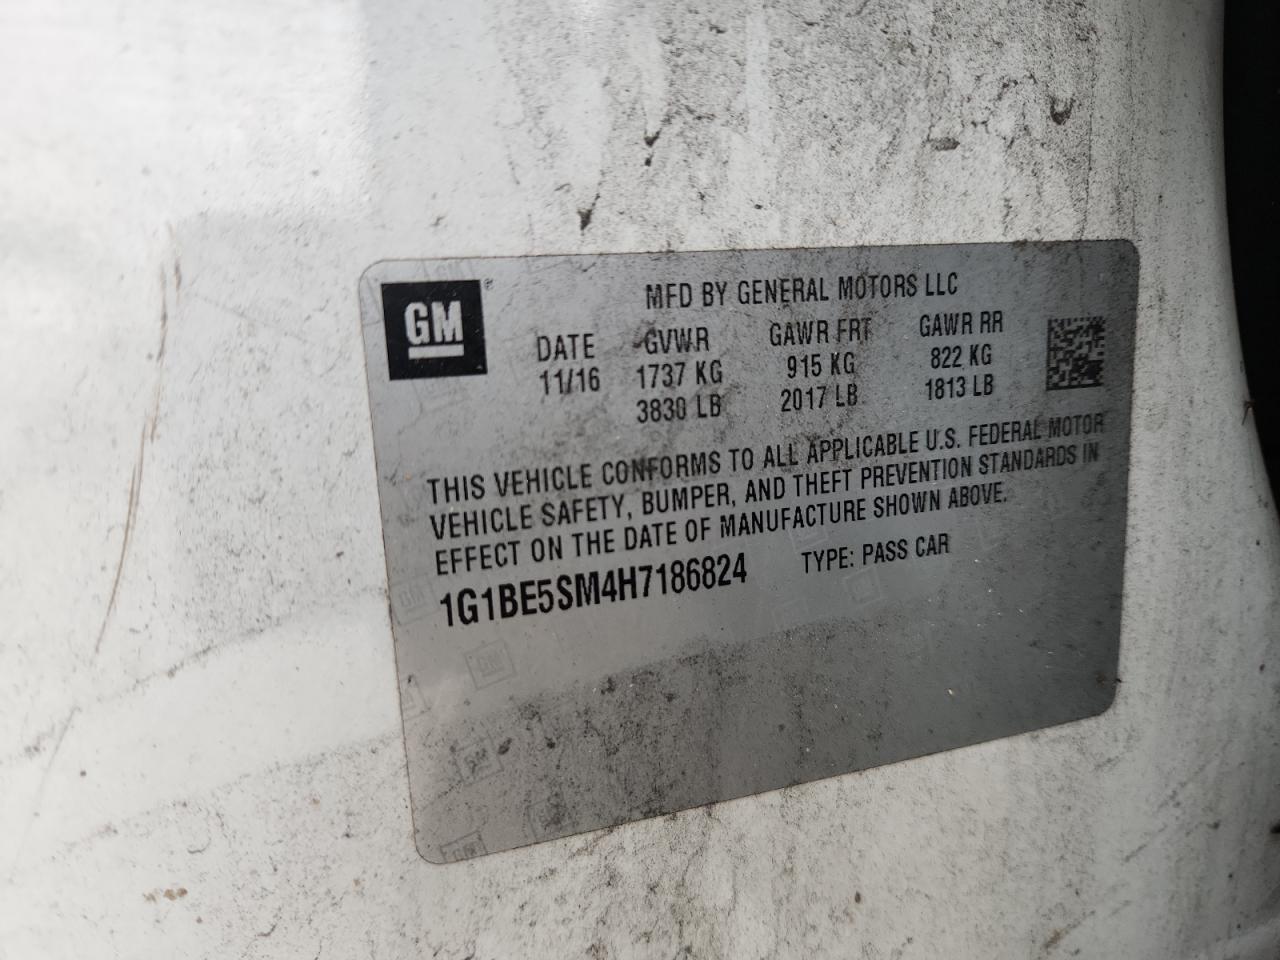 GM ®
MFD BY GENERAL MOTORS LLC
DATE GVWR GAWR FRT GAWR RR
11/16 1737 KG 915 KG 822 KG
3830 LB 2017 LB 1813 LB
THIS VEHICLE CONFORMS TO ALL APPLICABLE U.S. FEDERAL MOTOR
VEHICLE SAFETY, BUMPER, AND THEFT PREVENTION STANDARDS IN
EFFECT ON THE DATE OF MANUFACTURE SHOWN ABOVE.
1G1BE5SM4H7186824 TYPE: PASS CAR